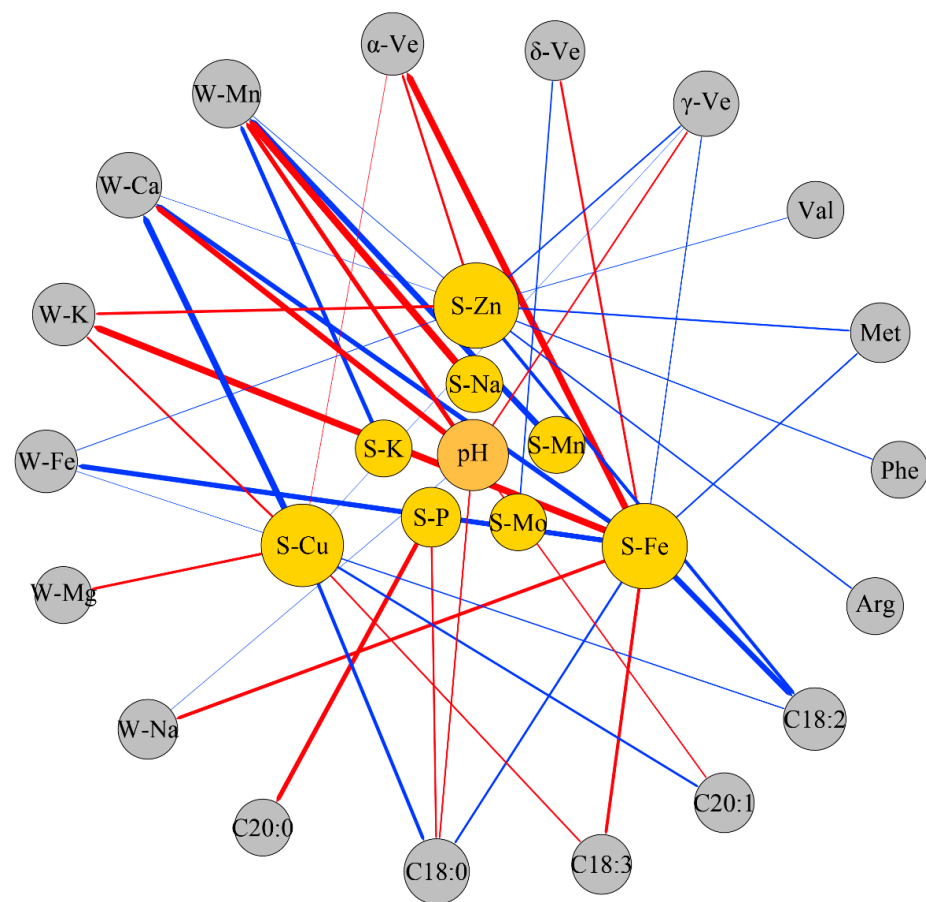 α-Ve
δ-Ve
W-Mn
γ-Ve
W-Ca
Val
S-Zn
W-K
Met
S-Na
S-K
pH
S-Mn
W-Fe
Phe
S-P
S-Mo
S-Cu
S-Fe
W-Mg
Arg
W-Na
C18:2
C20:1
C20:0
C18:0
C18:3